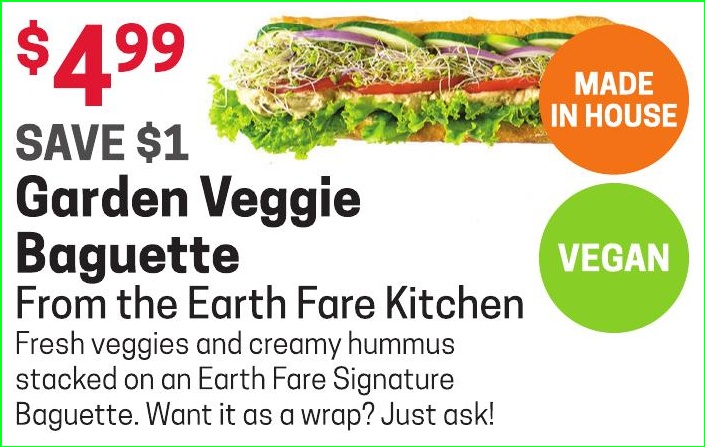 $4.99
SAVE $1
Garden Veggie
Baguette
From the Earth Fare Kitchen
Fresh veggies and creamy hummus
stacked on an Earth Fare Signature
Baguette. Want it as a wrap? Just ask!
MADE
IN HOUSE
VEGAN